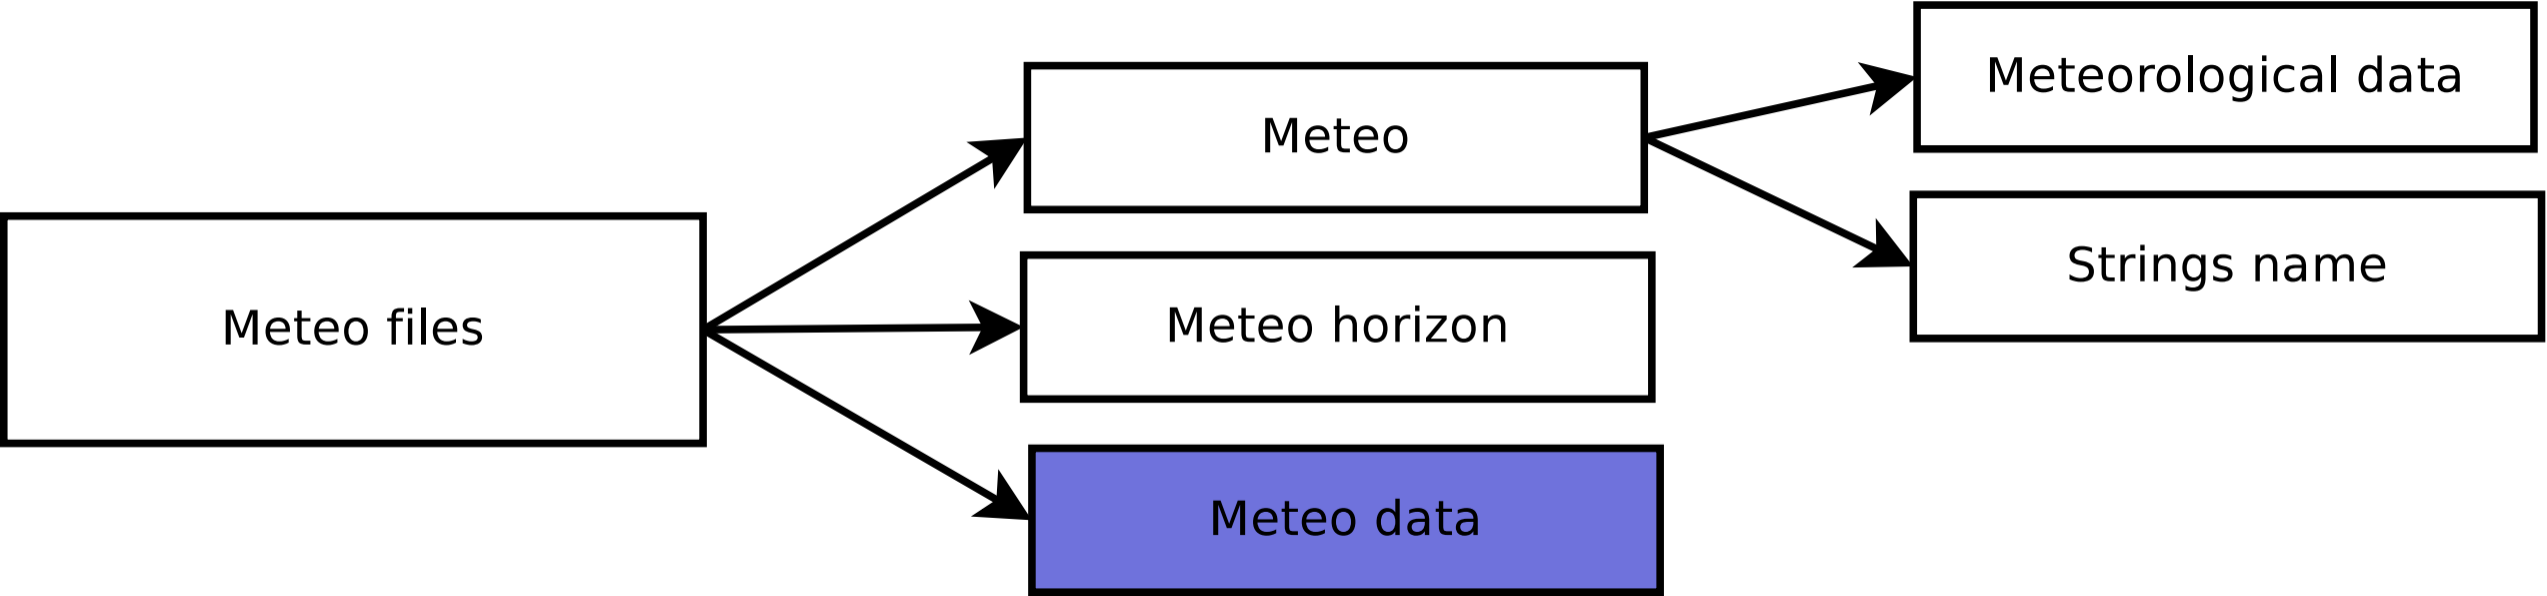 Meteo files
Meteo
Meteo horizon
Meteo data
Meteorological data
Strings name